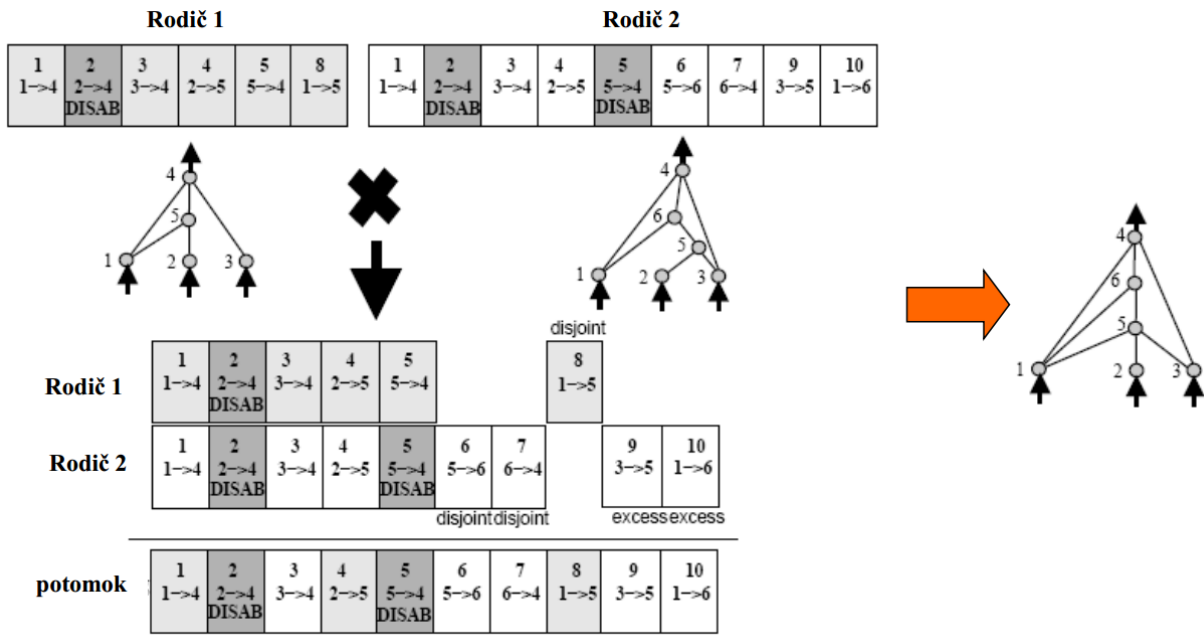 Rodič 1 Rodič 2
1 2 3 4 5 8 1 2 3 4 5 6 7 9 10
1->4 2->4 3->4 2->5 5->4 1->5 1->4 2->4 3->4 2->5 5->4 5->6 6->4 3->5 1->6
DISAB DISAB DISAB
4 4
5 6
5
1 2 3 1 2 3
4
6
5
1 2 3
disjoint
Rodič 1
1 2 3 4 5 8
1->4 2->4 3->4 2->5 5->4 1->5
DISAB
Rodič 2
1 2 3 4 5 6 7 9 10
1->4 2->4 3->4 2->5 5->4 5->6 6->4 3->5 1->6
DISAB DISAB
disjoint disjoint excess excess
potomok
1 2 3 4 5 6 7 8 9 10
1->4 2->4 3->4 2->5 5->4 5->6 6->4 1->5 3->5 1->6
DISAB DISAB